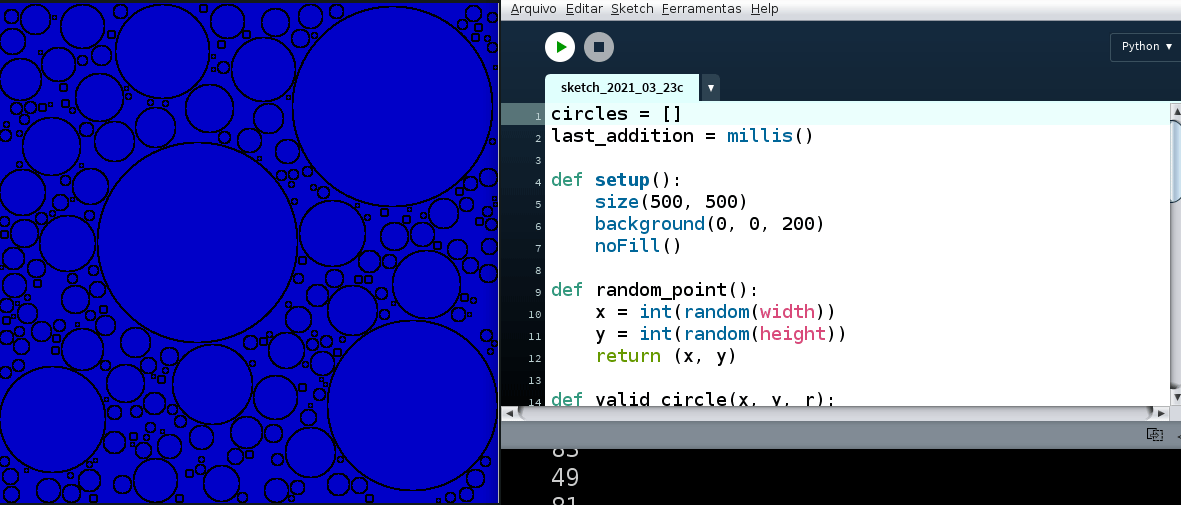 Arquivo Editar Sketch Ferramentas Help
Python ▼
sketch_2021_03_23c ▼
1 circles = []
2 last_addition = millis()
3
4 def setup():
5     size(500, 500)
6     background(0, 0, 200)
7     noFill()
8
9 def random_point():
10     x = int(random(width))
11     y = int(random(height))
12     return (x, y)
13
14 def valid_circle(x, y, r):
49
81